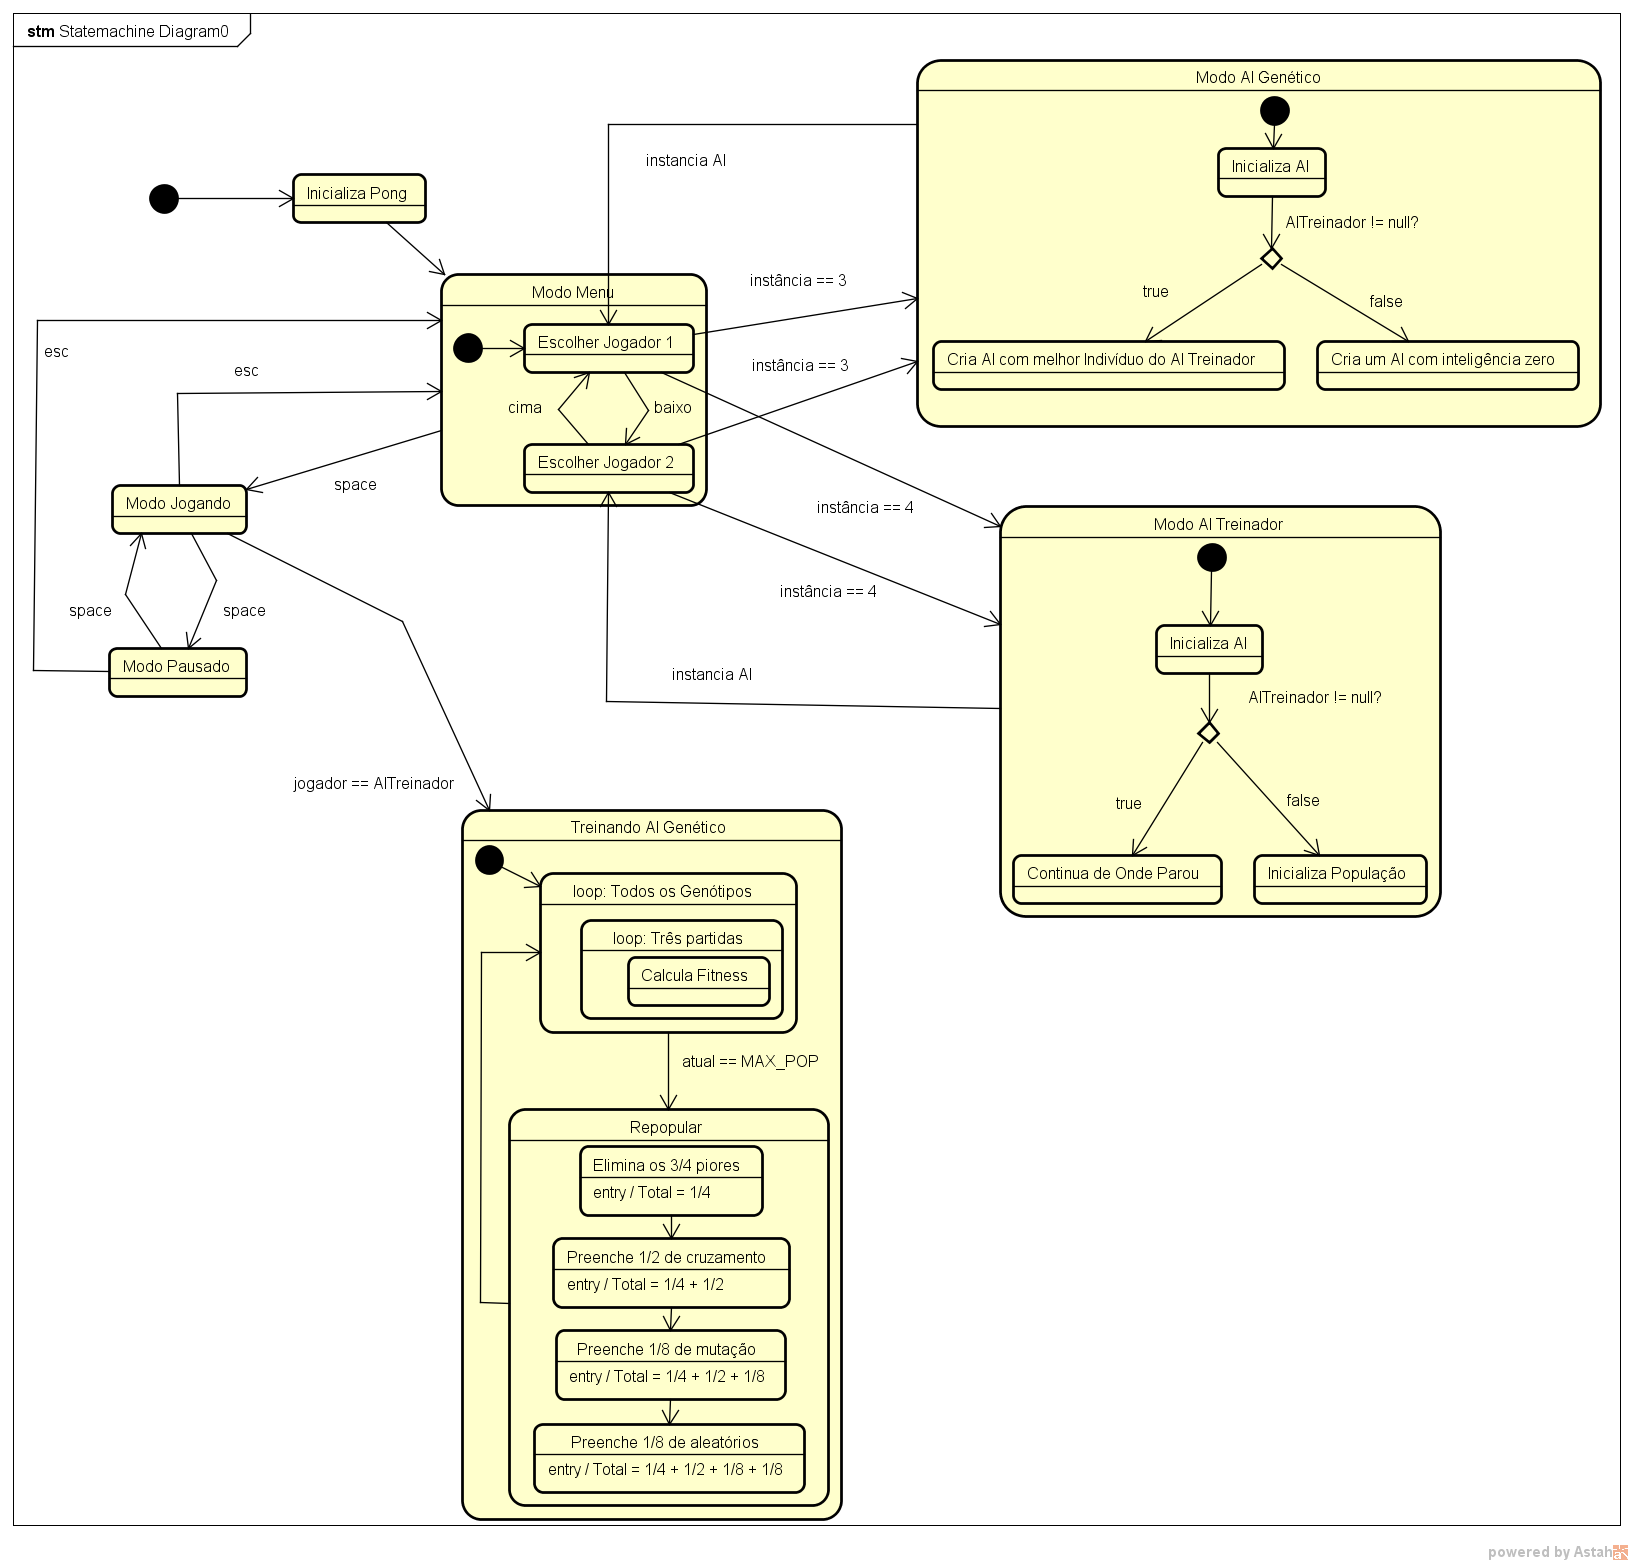 stm Statemachine Diagram0
Modo AI Genético
Inicializa AI
AITreinador != null?
true
false
Cria AI com melhor Indivíduo do AI Treinador
Cria um AI com inteligência zero
instancia AI
Inicializa Pong
Modo Menu
Escolher Jogador 1
cima
baixo
Escolher Jogador 2
instância == 3
instância == 3
instância == 4
instância == 4
instancia AI
esc
esc
space
Modo Jogando
space
space
Modo Pausado
Modo AI Treinador
Inicializa AI
AITreinador != null?
true
false
Continua de Onde Parou
Inicializa População
jogador == AITreinador
Treinando AI Genético
loop: Todos os Genótipos
loop: Três partidas
Calcula Fitness
atual == MAX_POP
Repopular
Elimina os 3/4 piores
entry / Total = 1/4
Preenche 1/2 de cruzamento
entry / Total = 1/4 + 1/2
Preenche 1/8 de mutação
entry / Total = 1/4 + 1/2 + 1/8
Preenche 1/8 de aleatórios
entry / Total = 1/4 + 1/2 + 1/8 + 1/8
powered by Astah